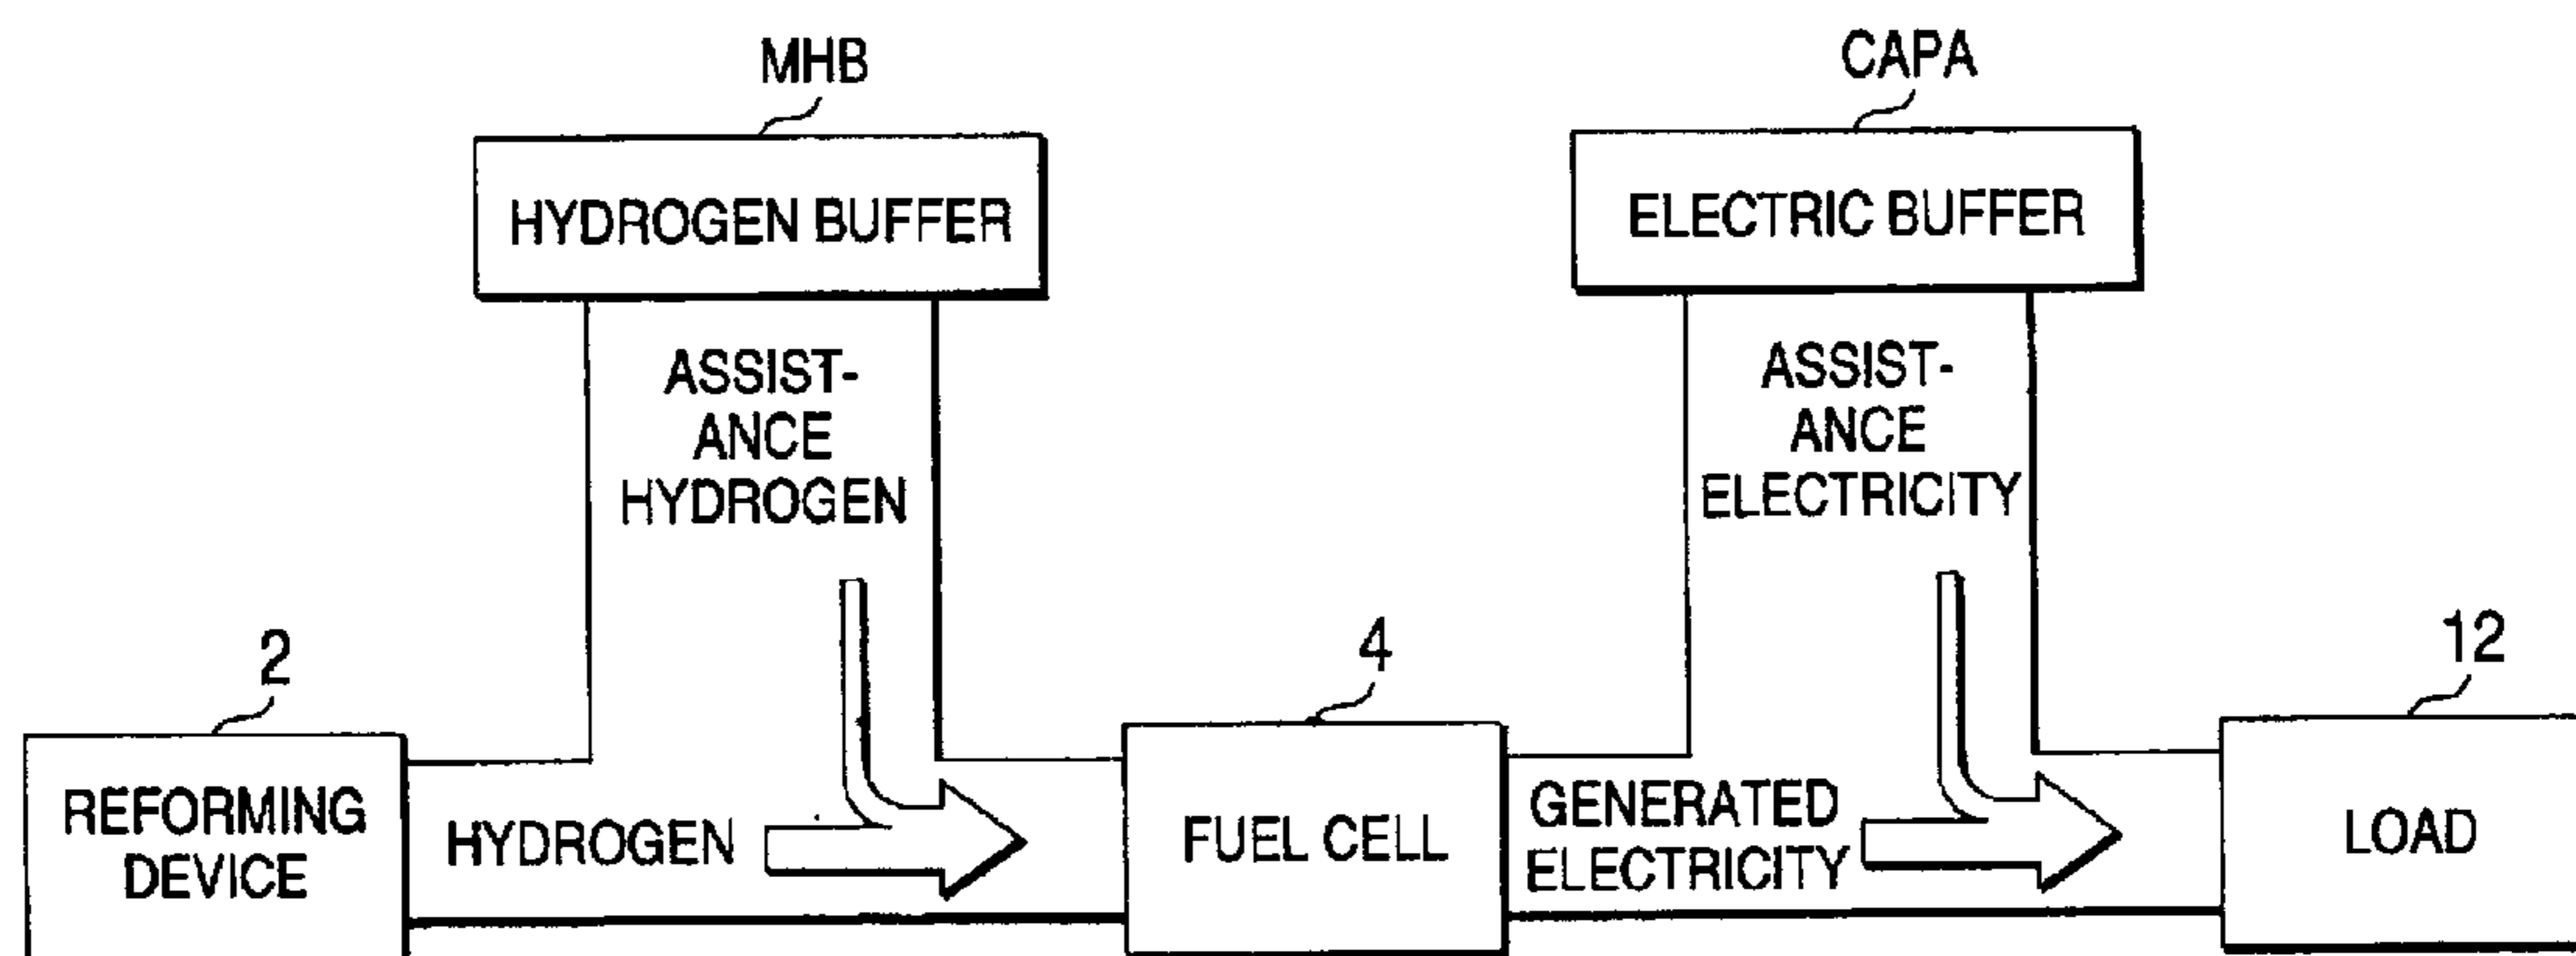 MHB
CAPA
HYDROGEN BUFFER
ELECTRIC BUFFER
ASSIST-
ANCE
HYDROGEN
ASSIST-
ANCE
ELECTRICITY
2
4
12
REFORMING
DEVICE
HYDROGEN
FUEL CELL
GENERATED
ELECTRICITY
LOAD